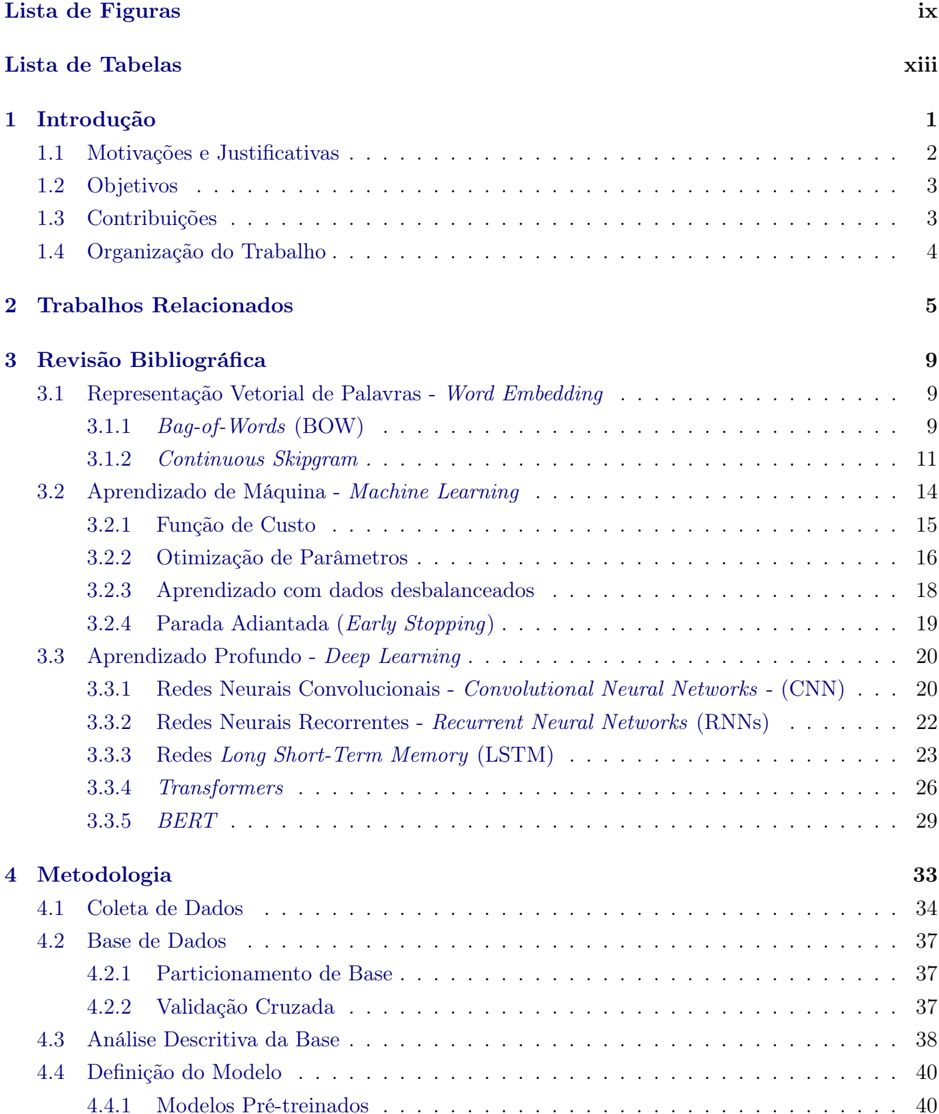 Lista de Figuras ix
Lista de Tabelas xiii
1 Introdução 1
1.1 Motivações e Justificativas . . . . . . . . . . . . . . . . . . . . . . . . . . . . . . . . . 2
1.2 Objetivos . . . . . . . . . . . . . . . . . . . . . . . . . . . . . . . . . . . . . . . . . . 3
1.3 Contribuições . . . . . . . . . . . . . . . . . . . . . . . . . . . . . . . . . . . . . . . . 3
1.4 Organização do Trabalho . . . . . . . . . . . . . . . . . . . . . . . . . . . . . . . . . . 4
2 Trabalhos Relacionados 5
3 Revisão Bibliográfica 9
3.1 Representação Vetorial de Palavras - Word Embedding . . . . . . . . . . . . . . . . . 9
3.1.1 Bag-of-Words (BOW) . . . . . . . . . . . . . . . . . . . . . . . . . . . . . . . 9
3.1.2 Continuous Skipgram . . . . . . . . . . . . . . . . . . . . . . . . . . . . . . . . 11
3.2 Aprendizado de Máquina - Machine Learning . . . . . . . . . . . . . . . . . . . . . . 14
3.2.1 Função de Custo . . . . . . . . . . . . . . . . . . . . . . . . . . . . . . . . . . 15
3.2.2 Otimização de Parâmetros . . . . . . . . . . . . . . . . . . . . . . . . . . . . . 16
3.2.3 Aprendizado com dados desbalanceados . . . . . . . . . . . . . . . . . . . . . 18
3.2.4 Parada Adiantada (Early Stopping) . . . . . . . . . . . . . . . . . . . . . . . . 19
3.3 Aprendizado Profundo - Deep Learning . . . . . . . . . . . . . . . . . . . . . . . . . . 20
3.3.1 Redes Neurais Convolucionais - Convolutional Neural Networks - (CNN) . . . 20
3.3.2 Redes Neurais Recorrentes - Recurrent Neural Networks (RNNs) . . . . . . . 22
3.3.3 Redes Long Short-Term Memory (LSTM) . . . . . . . . . . . . . . . . . . . . 23
3.3.4 Transformers . . . . . . . . . . . . . . . . . . . . . . . . . . . . . . . . . . . . 26
3.3.5 BERT . . . . . . . . . . . . . . . . . . . . . . . . . . . . . . . . . . . . . . . . 29
4 Metodologia 33
4.1 Coleta de Dados . . . . . . . . . . . . . . . . . . . . . . . . . . . . . . . . . . . . . . 34
4.2 Base de Dados . . . . . . . . . . . . . . . . . . . . . . . . . . . . . . . . . . . . . . . 37
4.2.1 Particionamento de Base . . . . . . . . . . . . . . . . . . . . . . . . . . . . . . 37
4.2.2 Validação Cruzada . . . . . . . . . . . . . . . . . . . . . . . . . . . . . . . . . 37
4.3 Análise Descritiva da Base . . . . . . . . . . . . . . . . . . . . . . . . . . . . . . . . . 38
4.4 Definição do Modelo . . . . . . . . . . . . . . . . . . . . . . . . . . . . . . . . . . . . 40
4.4.1 Modelos Pré-treinados . . . . . . . . . . . . . . . . . . . . . . . . . . . . . . . 40